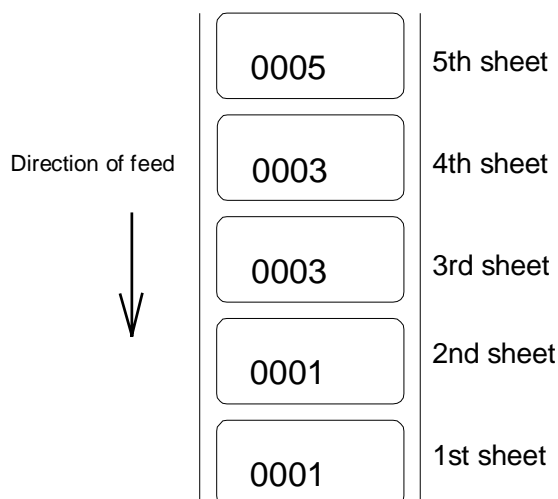 0005 5th sheet
Direction of feed
0003 4th sheet
0003 3rd sheet
0001 2nd sheet
0001 1st sheet